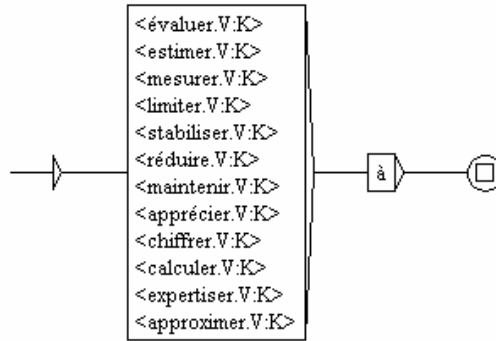 <évaluer.V:K>
<estimer.V:K>
<mesurer.V:K>
<limiter.V:K>
<stabiliser.V:K>
<réduire.V:K>
<maintenir.V:K>
<apprécier.V:K>
<chiffrer.V:K>
<calculer.V:K>
<expertiser.V:K>
<approximer.V:K>
à